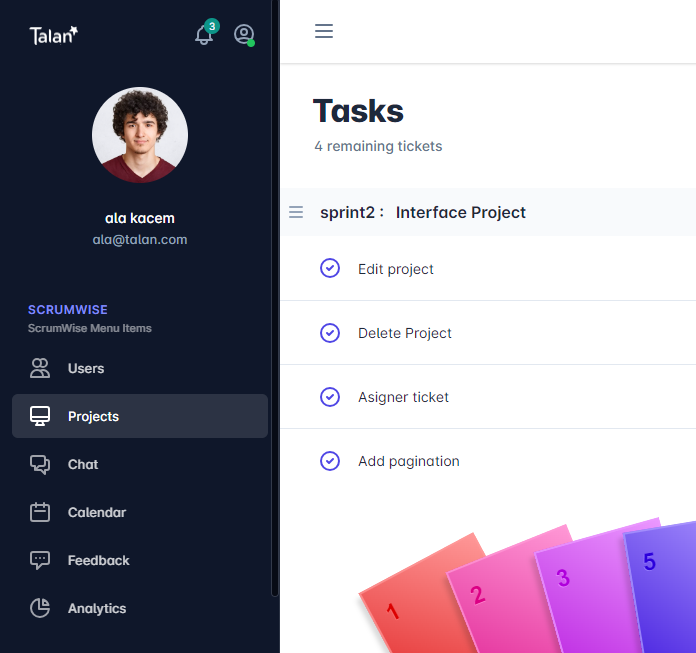 Talan
3
ala kacem
ala@talan.com
SCRUMWISE
ScrumWise Menu Items
Users
Projects
Chat
Calendar
Feedback
Analytics
Tasks
4 remaining tickets
sprint2 : Interface Project
Edit project
Delete Project
Asigner ticket
Add pagination
1
2
3
5